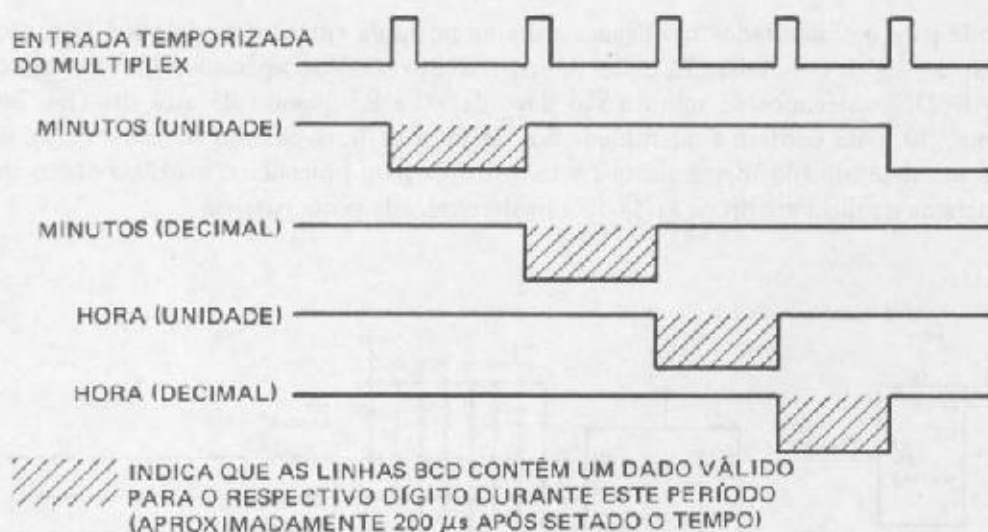 ENTRADA TEMPORIZADA
DO MULTIPLEX
MINUTOS (UNIDADE)
MINUTOS (DECIMAL)
HORA (UNIDADE)
HORA (DECIMAL)
INDICA QUE AS LINHAS BCD CONTÊM UM DADO VÁLIDO
PARA O RESPECTIVO DÍGITO DURANTE ESTE PERÍODO
(APROXIMADAMENTE 200 μs APÓS SETADO O TEMPO)